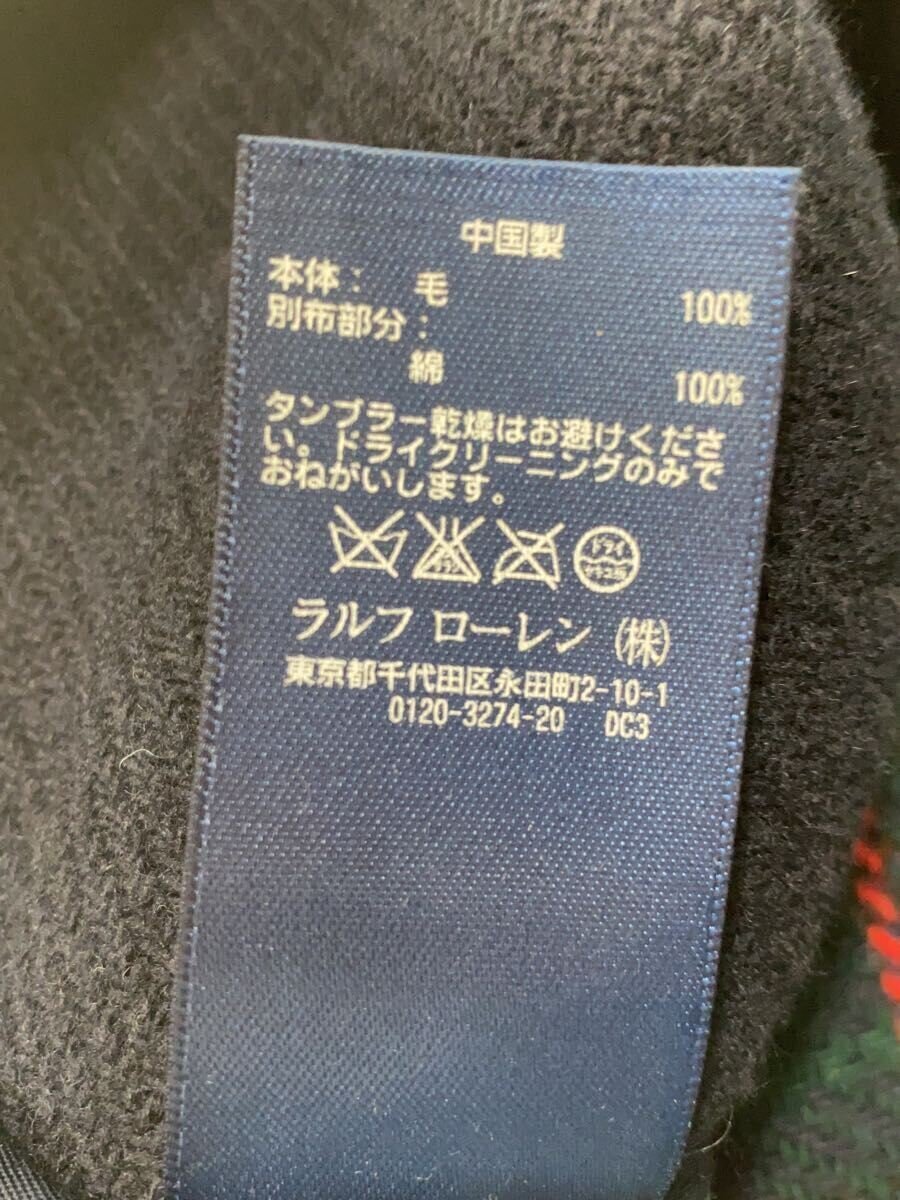 中国製
本体： 毛 100%
別布部分：
綿 100%
タンブラー乾燥はお避けくださ
い。ドライクリーニングのみで
おねがいします。
ドライ
ラルフ ローレン ㈱
東京都千代田区永田町2-10-1
0120-3274-20 DC3